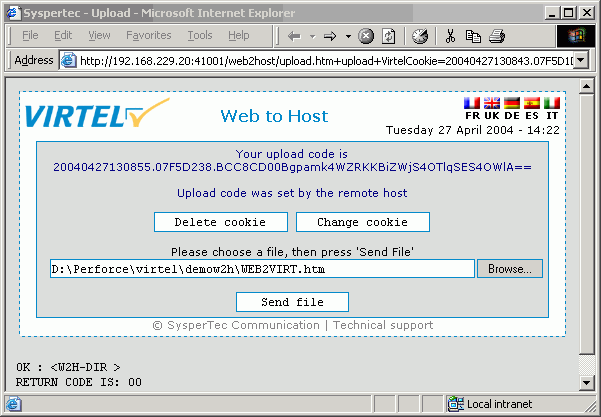 Syspertec - Upload - Microsoft Internet Explorer
File Edit View Favorites Tools Help
Address http://192.168.229.20:41001/web2host/upload.htm+upload+VirtelCookie=20040427130843.07F5D1D
VIRTEL
Web to Host
FR UK DE ES IT
Tuesday 27 April 2004 - 14:22
Your upload code is
20040427130855.07F5D238.BCC8CD00Bgpamk4WZRKKBiZWjS4OTlqSES4OWlA==
Upload code was set by the remote host
Delete cookie Change cookie
Please choose a file, then press 'Send File'
D:\Perforce\virtel\demow2h\WEB2VIRT.htm Browse...
Send file
© SysperTec Communication | Technical support
OK : <W2H-DIR >
RETURN CODE IS: 00
Local intranet